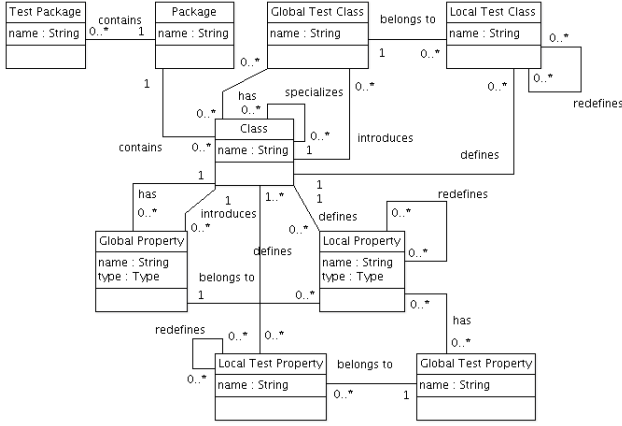 Test Package
name : String
contains
0..*
1
Package
name : String
Global Test Class
name : String
belongs to
1
0..*
Local Test Class
name : String
0..*
0..*
redefines
1
0..*
has
0..*
0..*
specializes
0..*
0..*
0..*
contains
0..*
Class
name : String
0..*
1
introduces
defines
1
1
has
0..*
1
introduces
0..*
1..*
defines
0..*
defines
redefines
0..*
0..*
Global Property
name : String
type : Type
Local Property
name : String
type : Type
belongs to
1
0..*
0..*
has
0..*
redefines
0..*
0..*
0..*
Local Test Property
name : String
belongs to
0..*
1
Global Test Property
name : String